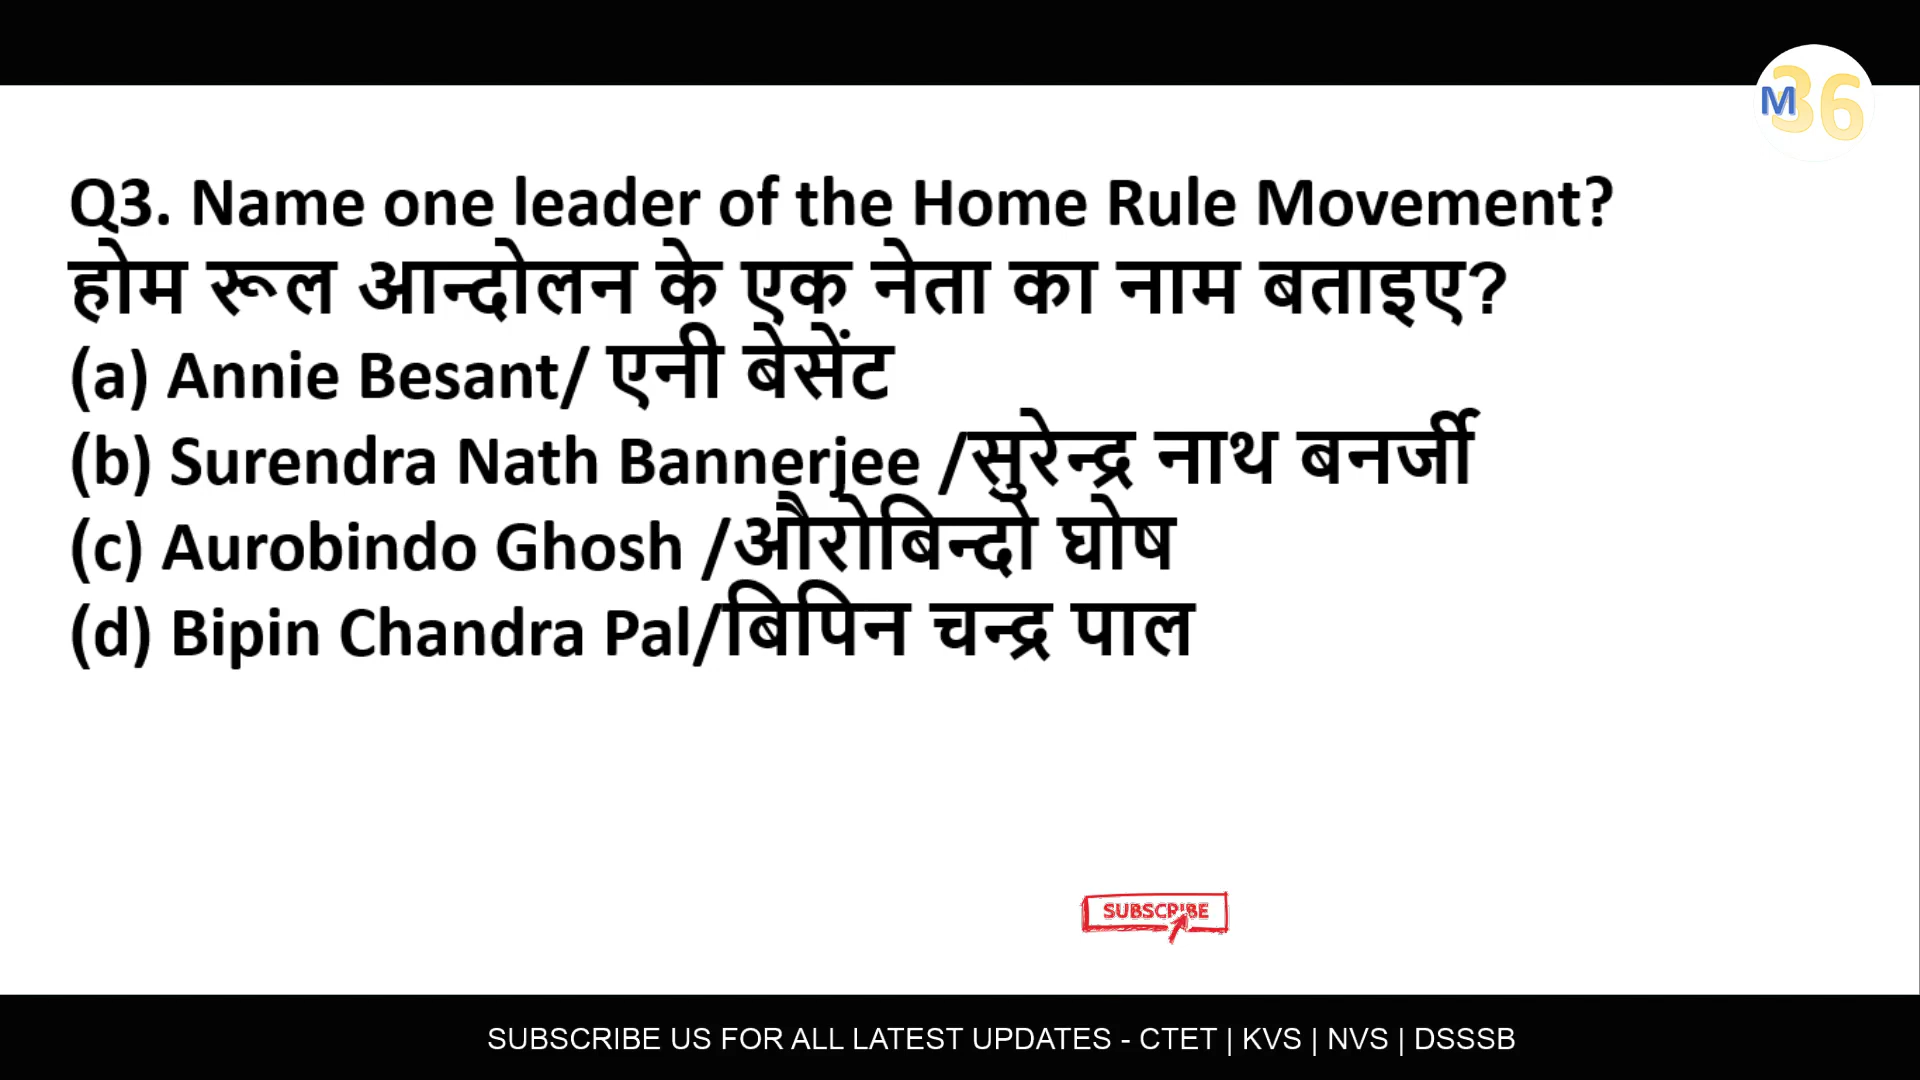 M36
Q3. Name one leader of the Home Rule Movement?
होम रूल आन्दोलन के एक नेता का नाम बताइए?
(a) Annie Besant/ एनी बेसेंट
(b) Surendra Nath Bannerjee /सुरेन्द्र नाथ बनर्जी
(c) Aurobindo Ghosh /औरोबिन्दो घोष
(d) Bipin Chandra Pal/बिपिन चन्द्र पाल
SUBSCRIBE
SUBSCRIBE US FOR ALL LATEST UPDATES - CTET | KVS | NVS | DSSSB